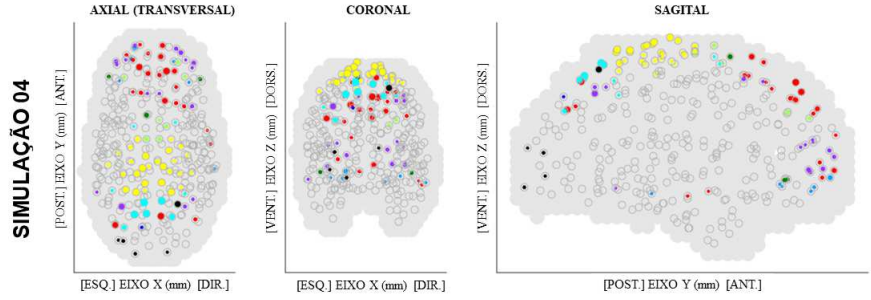 AXIAL (TRANSVERSAL)
CORONAL
SAGITAL
SIMULAÇÃO 04
[POST.] EIXO Y (mm) [ANT.]
[VENT.] EIXO Z (mm) [DORS.]
[VENT.] EIXO Z (mm) [DORS.]
[ESQ.] EIXO X (mm) [DIR.]
[ESQ.] EIXO X (mm) [DIR.]
[POST.] EIXO Y (mm) [ANT.]